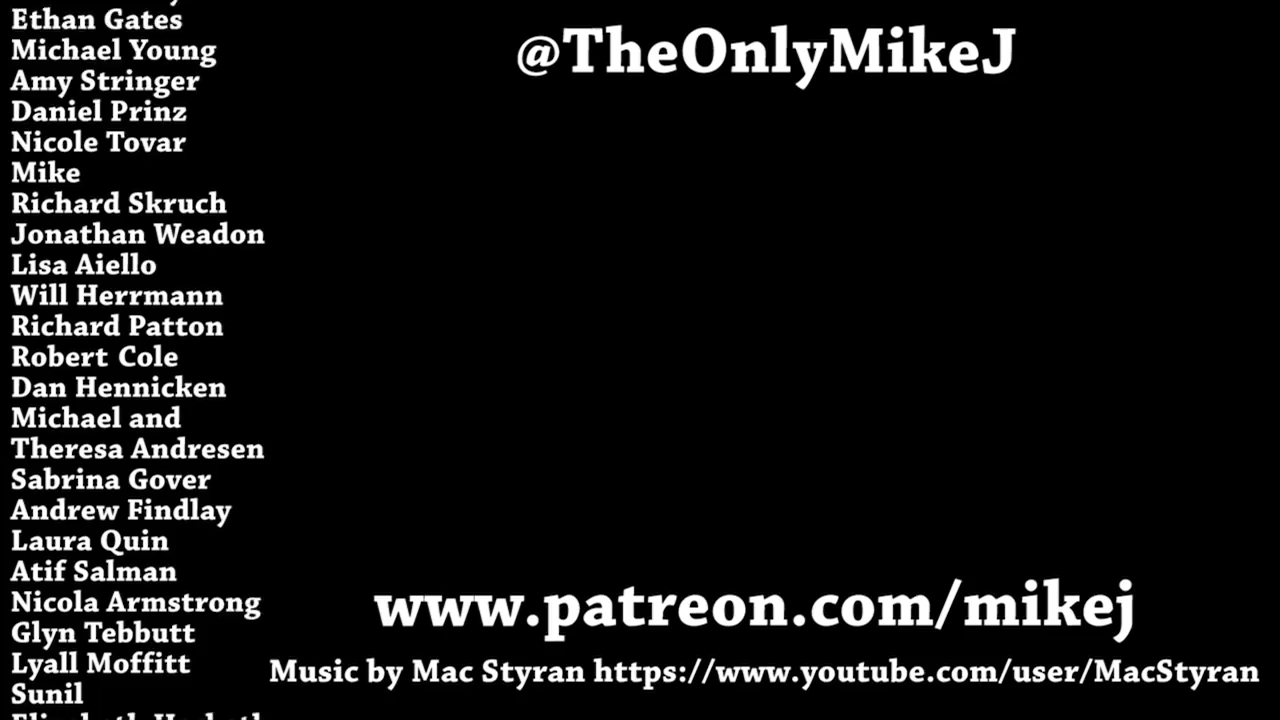 Ethan Gates
Michael Young
Amy Stringer
Daniel Prinz
Nicole Tovar
Mike
Richard Skruch
Jonathan Weadon
Lisa Aiello
Will Herrmann
Richard Patton
Robert Cole
Dan Hennicken
Michael and
Theresa Andresen
Sabrina Gover
Andrew Findlay
Laura Quin
Atif Salman
Nicola Armstrong
Glyn Tebbutt
Lyall Moffitt
Sunil
@TheOnlyMikeJ
www.patreon.com/mikej
Music by Mac Styran https://www.youtube.com/user/MacStyran